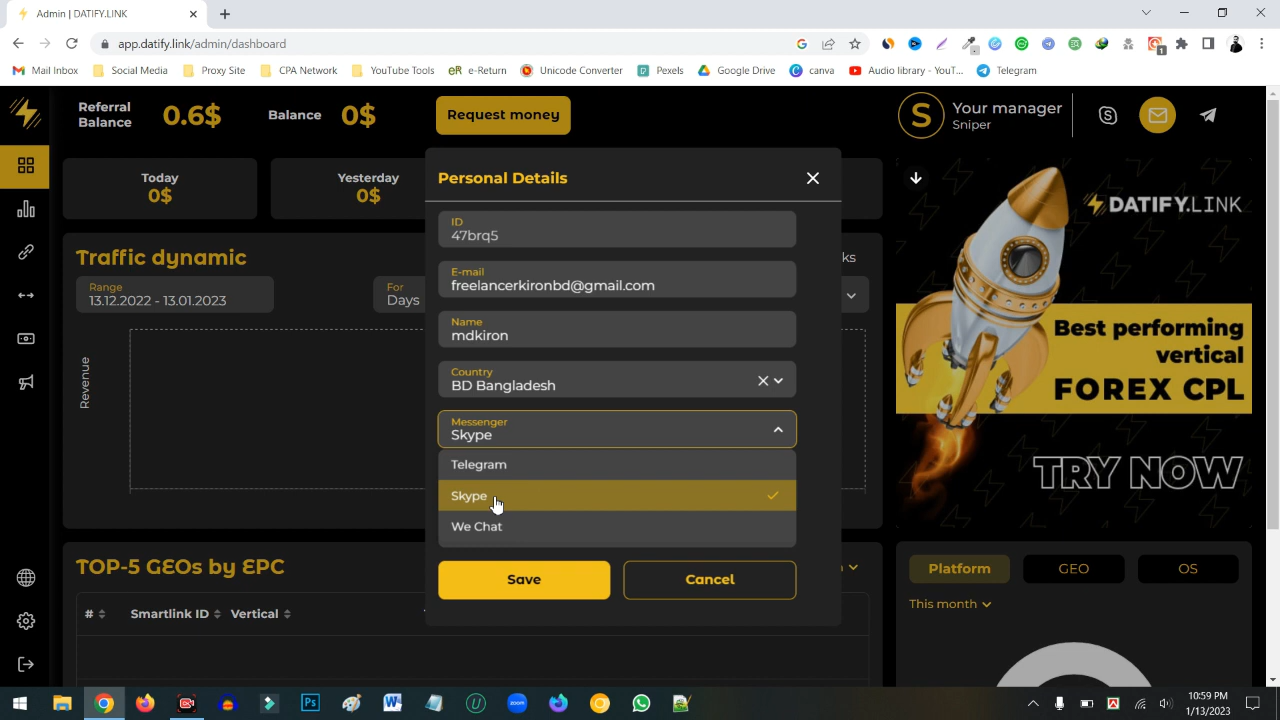 Admin | DATIFY.LINK
app.datify.link/admin/dashboard
Mail Inbox
Social Media
Proxy Site
CPA Network
YouTube Tools
eR e-Return
Unicode Converter
Pexels
Google Drive
canva
Audio library - YouT...
Telegram
Referral
Balance
0.6$
Balance
0$
Request money
S
Your manager
Sniper
Today
0$
Yesterday
0$
Personal Details
ID
47brq5
E-mail
freelancerkironbd@gmail.com
Name
mdkiron
Country
BD Bangladesh
Messenger
Skype
Telegram
Skype
We Chat
Save
Cancel
Traffic dynamic
ks
Range
13.12.2022 - 13.01.2023
For
Days
Revenue
DATIFY.LINK
Best performing
vertical
FOREX CPL
TRY NOW
TOP-5 GEOs by EPC
#
Smartlink ID
Vertical
Platform
GEO
OS
This month
10:59 PM
1/13/2023